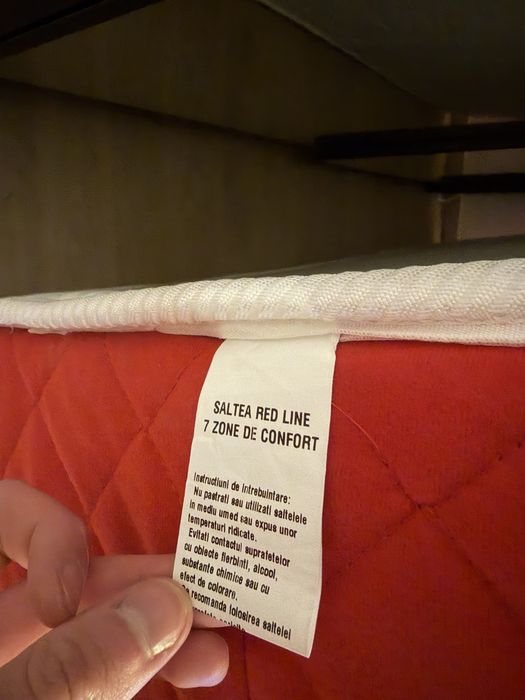 SALTEA RED LINE
7 ZONE DE CONFORT
Instructiuni de intrebuintare:
Nu pastrati sau utilizati saltelele
in mediu umed sau expus unor
temperaturi ridicate.
Evitati contactul suprafetelor
cu obiecte fierbinti, alcool,
substante chimice sau cu
efect de colorare.
recomanda folosirea saltelei